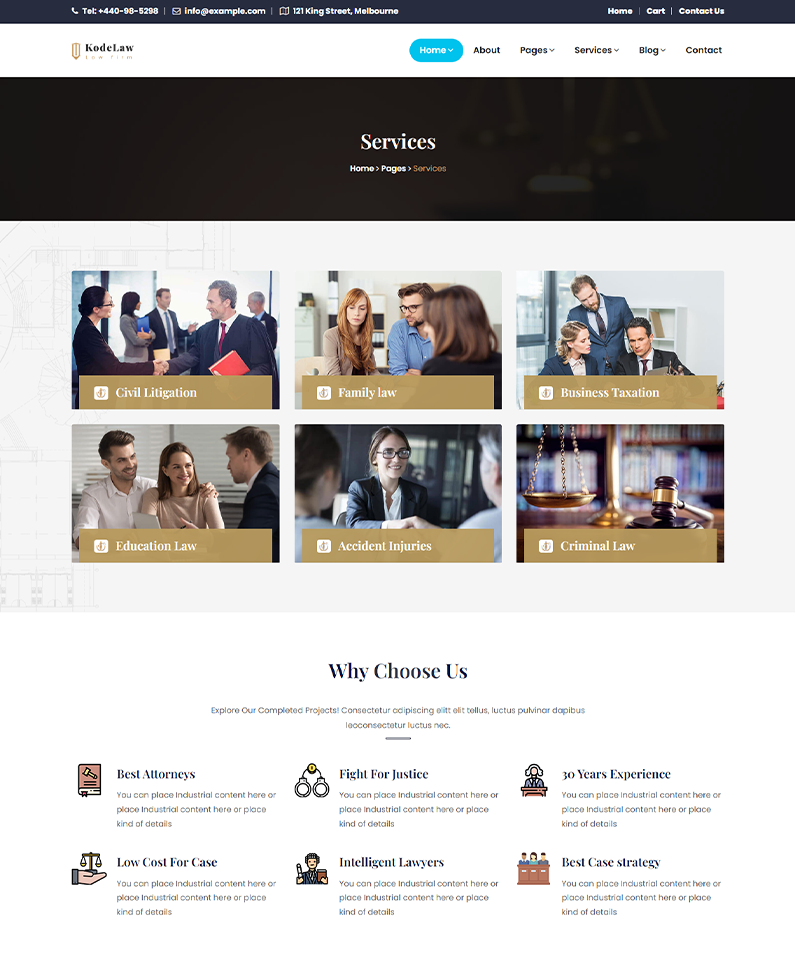 Tel: +440-98-5298 | info@example.com | 121 King Street, Melbourne
Home | Cart | Contact Us
KodeLaw
Law Firm
Home About Pages Services Blog Contact
Services
Home > Pages > Services
Civil Litigation
Family law
Business Taxation
Education Law
Accident Injuries
Criminal Law
Why Choose Us
Explore Our Completed Projects! Consectetur adipiscing elitt elit tellus, luctus pulvinar dapibus
leoconsectetur luctus nec.
Best Attorneys
You can place Industrial content here or
place Industrial content here or place
kind of details
Fight For Justice
You can place Industrial content here or
place Industrial content here or place
kind of details
30 Years Experience
You can place Industrial content here or
place Industrial content here or place
kind of details
Low Cost For Case
You can place Industrial content here or
place Industrial content here or place
kind of details
Intelligent Lawyers
You can place Industrial content here or
place Industrial content here or place
kind of details
Best Case strategy
You can place Industrial content here or
place Industrial content here or place
kind of details